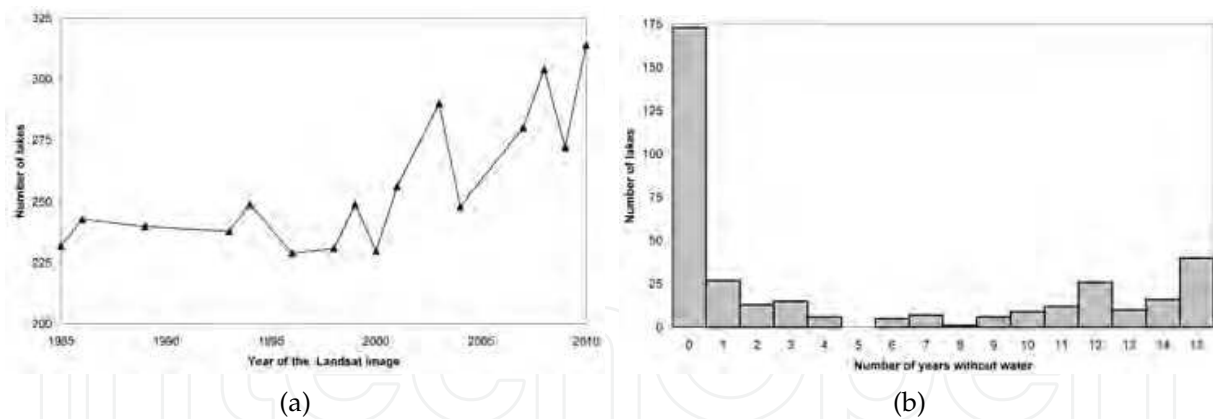 325
300
275
250
225
200
Number of lakes
1985 1990 1995 2000 2005 2010
Year of the Landsat image
(a)
175
150
125
100
75
50
25
0
Number of lakes
0 1 2 3 4 5 6 7 8 9 10 11 12 13 14 15
Number of years without water
(b)
intechopen